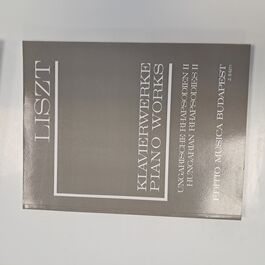 LISZT
KLAVIERWERKE
PIANO WORKS
UNGARISCHE RHAPSODIEN II
HUNGARIAN RHAPSODIES II
EDITIO MUSICA BUDAPEST